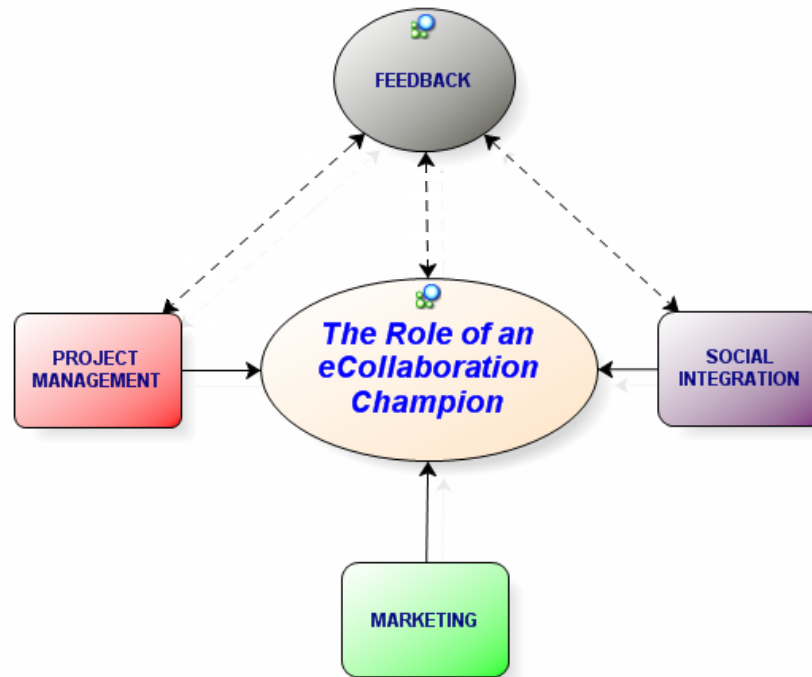 FEEDBACK
The Role of an
eCollaboration
Champion
PROJECT
MANAGEMENT
SOCIAL
INTEGRATION
MARKETING